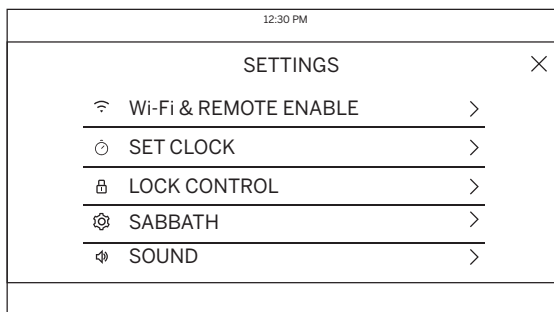 12:30 PM
SETTINGS
Wi-Fi & REMOTE ENABLE
SET CLOCK
LOCK CONTROL
SABBATH
SOUND